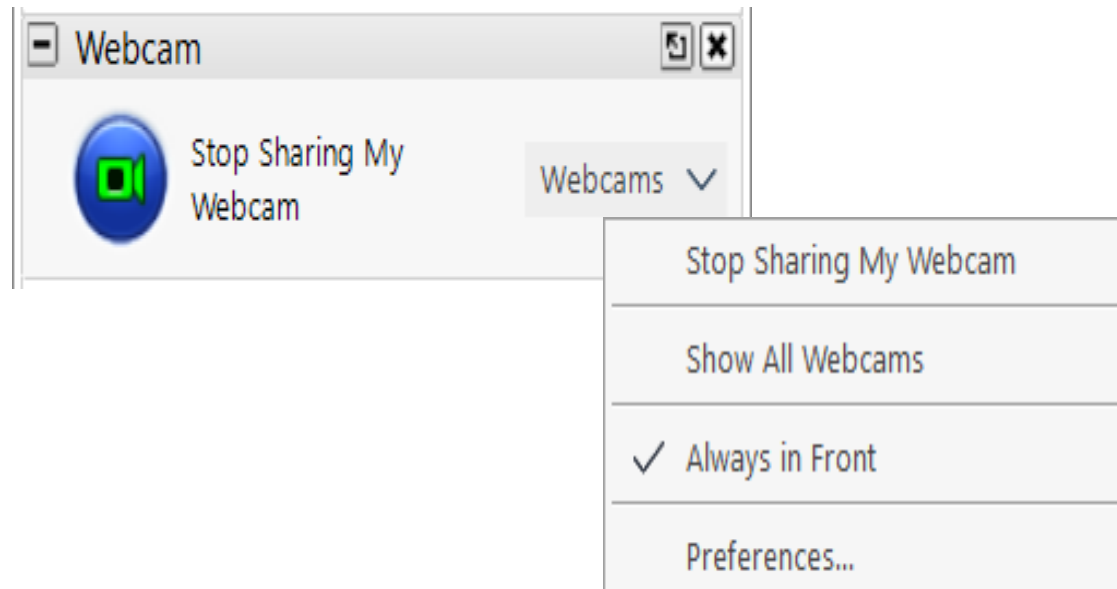 Webcam
Stop Sharing My
Webcam
Webcams
Stop Sharing My Webcam
Show All Webcams
Always in Front
Preferences...